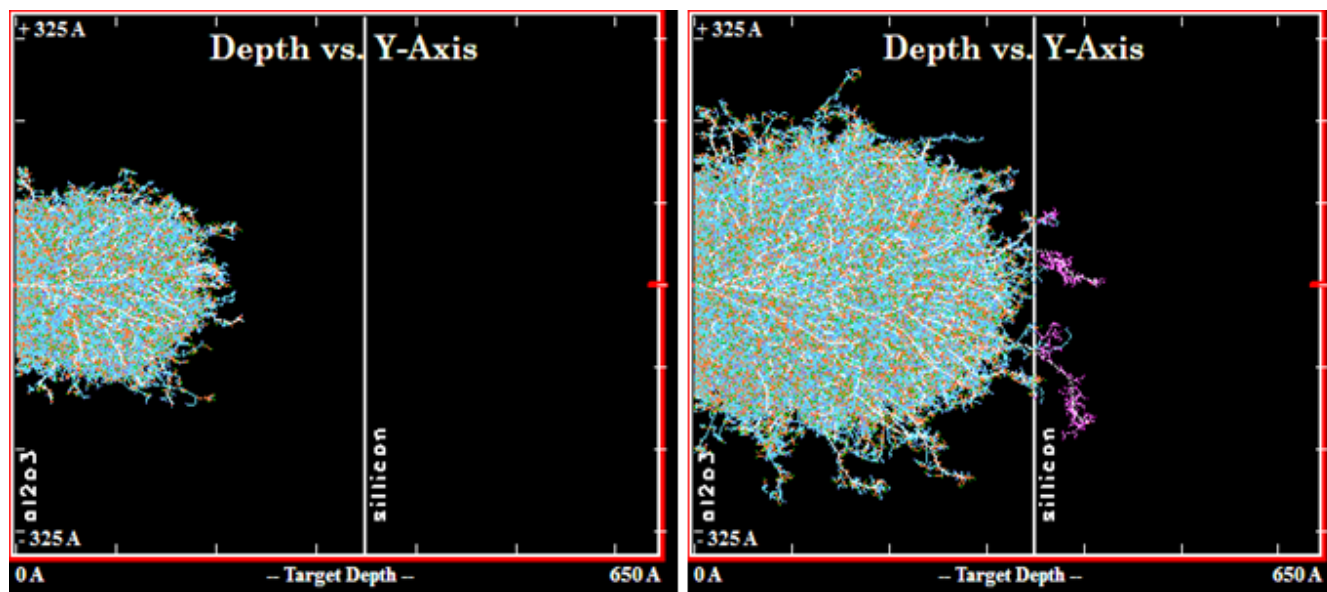 + 325 A
Depth vs. Y-Axis
al2o3
silicon
- 325 A
0 A
-- Target Depth --
650 A
+ 325 A
Depth vs. Y-Axis
al2o3
silicon
- 325 A
0 A
-- Target Depth --
650 A